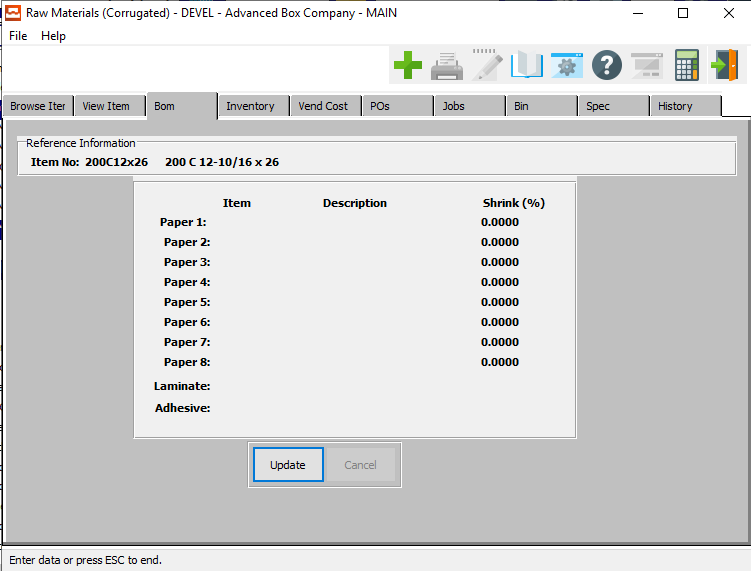 Raw Materials (Corrugated) - DEVEL - Advanced Box Company - MAIN
File Help
Browse Iter View Item Bom Inventory Vend Cost POs Jobs Bin Spec History
Reference Information
Item No: 200C12x26 200 C 12-10/16 x 26
Item Description Shrink (%)
Paper 1: 0.0000
Paper 2: 0.0000
Paper 3: 0.0000
Paper 4: 0.0000
Paper 5: 0.0000
Paper 6: 0.0000
Paper 7: 0.0000
Paper 8: 0.0000
Laminate:
Adhesive:
Update Cancel
Enter data or press ESC to end.